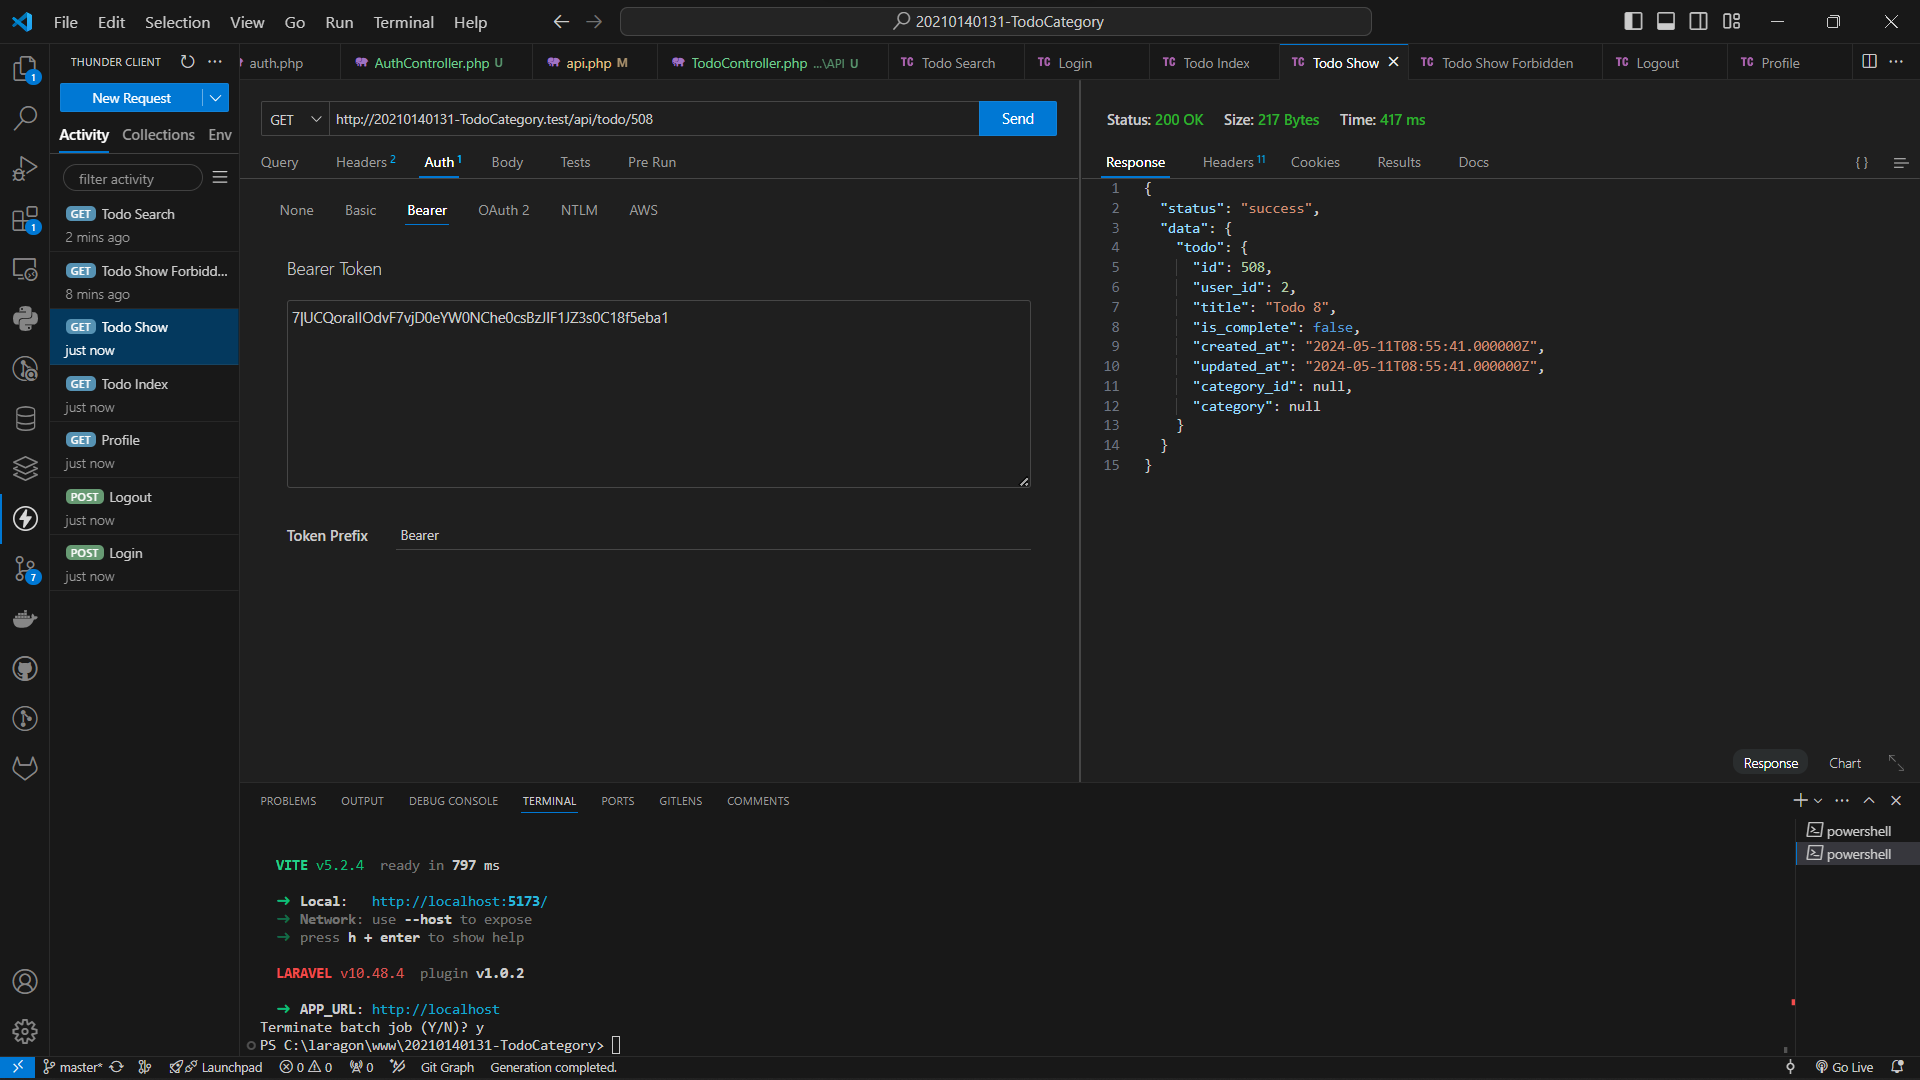 File Edit Selection View Go Run Terminal Help
20210140131-TodoCategory
THUNDER CLIENT
auth.php
AuthController.php U
api.php M
TodoController.php ...\API U
TC Todo Search
TC Login
TC Todo Index
TC Todo Show
TC Todo Show Forbidden
TC Logout
TC Profile
New Request
Activity Collections Env
filter activity
GET Todo Search
2 mins ago
GET Todo Show Forbidd...
8 mins ago
GET Todo Show
just now
GET Todo Index
just now
GET Profile
just now
POST Logout
just now
POST Login
just now
1
1
7
GET
http://20210140131-TodoCategory.test/api/todo/508
Send
Query Headers 2 Auth 1 Body Tests Pre Run
None Basic Bearer OAuth 2 NTLM AWS
Bearer Token
7|UCQoralIOdvF7vjD0eYW0NChe0csBzJIF1JZ3s0C18f5eba1
Token Prefix Bearer
Status: 200 OK Size: 217 Bytes Time: 417 ms
Response Headers 11 Cookies Results Docs
{ }
1 {
2 "status": "success",
3 "data": {
4 "todo": {
5 "id": 508,
6 "user_id": 2,
7 "title": "Todo 8",
8 "is_complete": false,
9 "created_at": "2024-05-11T08:55:41.000000Z",
10 "updated_at": "2024-05-11T08:55:41.000000Z",
11 "category_id": null,
12 "category": null
13 }
14 }
15 }
Response Chart
PROBLEMS OUTPUT DEBUG CONSOLE TERMINAL PORTS GITLENS COMMENTS
powershell
powershell
VITE v5.2.4 ready in 797 ms
➜ Local: http://localhost:5173/
➜ Network: use --host to expose
➜ press h + enter to show help
LARAVEL v10.48.4 plugin v1.0.2
➜ APP_URL: http://localhost
Terminate batch job (Y/N)? y
PS C:\laragon\www\20210140131-TodoCategory>
master* Launchpad 0 0 0 Git Graph Generation completed. Go Live